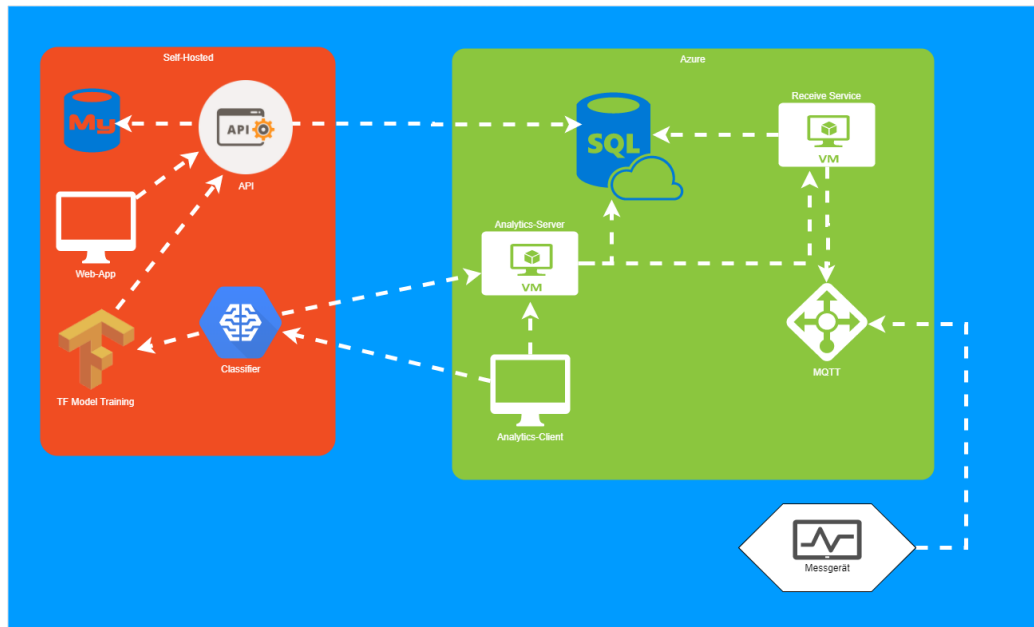 Self-Hosted
My
API
API
Web-App
TF Model Training
Classifier
Azure
SQL
Receive Service
VM
Analytics-Server
VM
Analytics-Client
MQTT
Messgerät